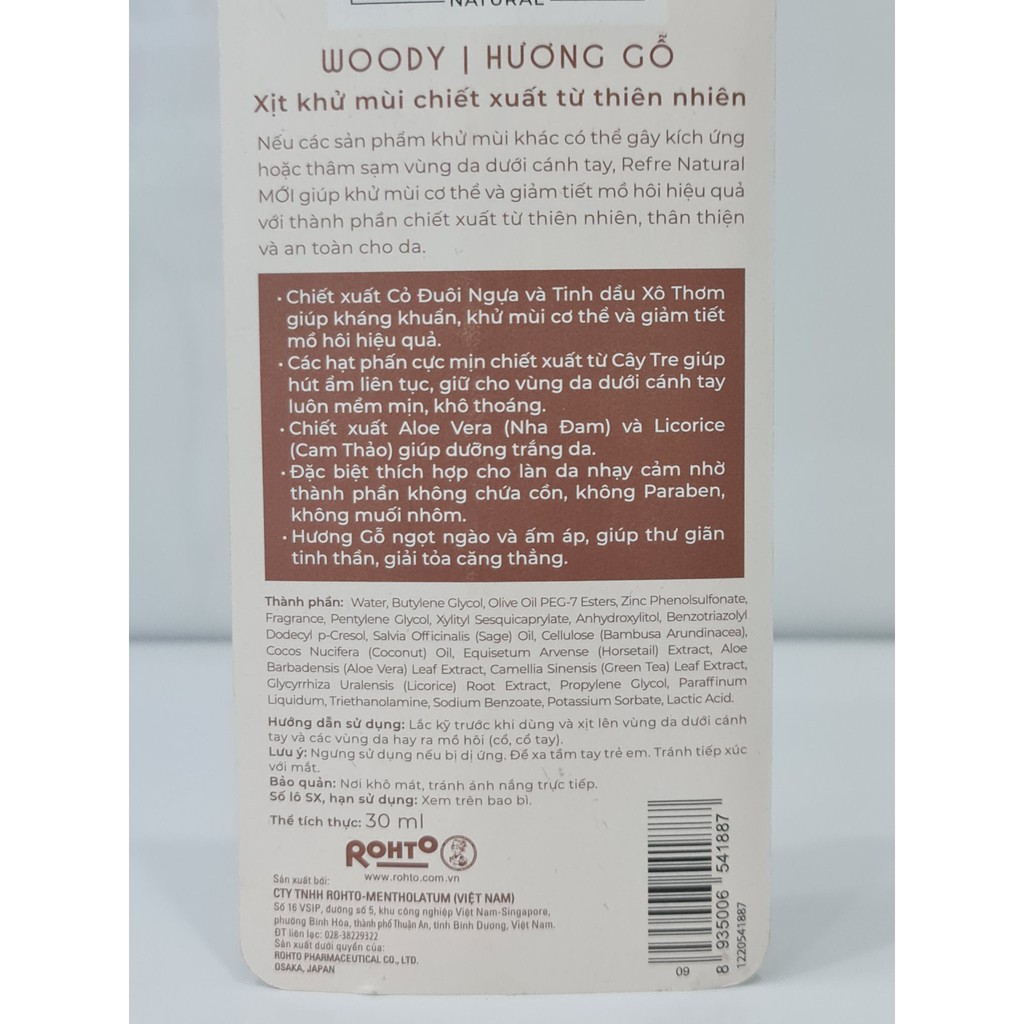 NATURAL
WOODY | HƯƠNG GỖ
Xịt khử mùi chiết xuất từ thiên nhiên
Nếu các sản phẩm khử mùi khác có thể gây kích ứng
hoặc thâm sạm vùng da dưới cánh tay, Refre Natural
MỚI giúp khử mùi cơ thể và giảm tiết mồ hôi hiệu quả
với thành phần chiết xuất từ thiên nhiên, thân thiện
và an toàn cho da.
• Chiết xuất Cỏ Đuôi Ngựa và Tinh dầu Xô Thơm
giúp kháng khuẩn, khử mùi cơ thể và giảm tiết
mồ hôi hiệu quả.
• Các hạt phấn cực mịn chiết xuất từ Cây Tre giúp
hút ẩm liên tục, giữ cho vùng da dưới cánh tay
luôn mềm mịn, khô thoáng.
• Chiết xuất Aloe Vera (Nha Đam) và Licorice
(Cam Thảo) giúp dưỡng trắng da.
• Đặc biệt thích hợp cho làn da nhạy cảm nhờ
thành phần không chứa cồn, không Paraben,
không muối nhôm.
• Hương Gỗ ngọt ngào và ấm áp, giúp thư giãn
tinh thần, giải tỏa căng thẳng.
Thành phần: Water, Butylene Glycol, Olive Oil PEG-7 Esters, Zinc Phenolsulfonate,
Fragrance, Pentylene Glycol, Xylityl Sesquicaprylate, Anhydroxylitol, Benzotriazolyl
Dodecyl p-Cresol, Salvia Officinalis (Sage) Oil, Cellulose (Bambusa Arundinacea),
Cocos Nucifera (Coconut) Oil, Equisetum Arvense (Horsetail) Extract, Aloe
Barbadensis (Aloe Vera) Leaf Extract, Camellia Sinensis (Green Tea) Leaf Extract,
Glycyrrhiza Uralensis (Licorice) Root Extract, Propylene Glycol, Paraffinum
Liquidum, Triethanolamine, Sodium Benzoate, Potassium Sorbate, Lactic Acid.
Hướng dẫn sử dụng: Lắc kỹ trước khi dùng và xịt lên vùng da dưới cánh
tay và các vùng da hay ra mồ hôi (cổ, cổ tay).
Lưu ý: Ngưng sử dụng nếu bị dị ứng. Để xa tầm tay trẻ em. Tránh tiếp xúc
với mắt.
Bảo quản: Nơi khô mát, tránh ánh nắng trực tiếp.
Số lô SX, hạn sử dụng: Xem trên bao bì.
Thể tích thực: 30 ml
ROHTO
www.rohto.com.vn
Sản xuất bởi:
CTY TNHH ROHTO-MENTHOLATUM (VIỆT NAM)
Số 16 VSIP, đường số 5, khu công nghiệp Việt Nam-Singapore,
phường Bình Hòa, thành phố Thuận An, tỉnh Bình Dương, Việt Nam.
ĐT liên lạc: 028-38229322
Sản xuất dưới quyền của:
ROHTO PHARMACEUTICAL CO., LTD.
OSAKA, JAPAN
09
8 935006 541887
1220541887